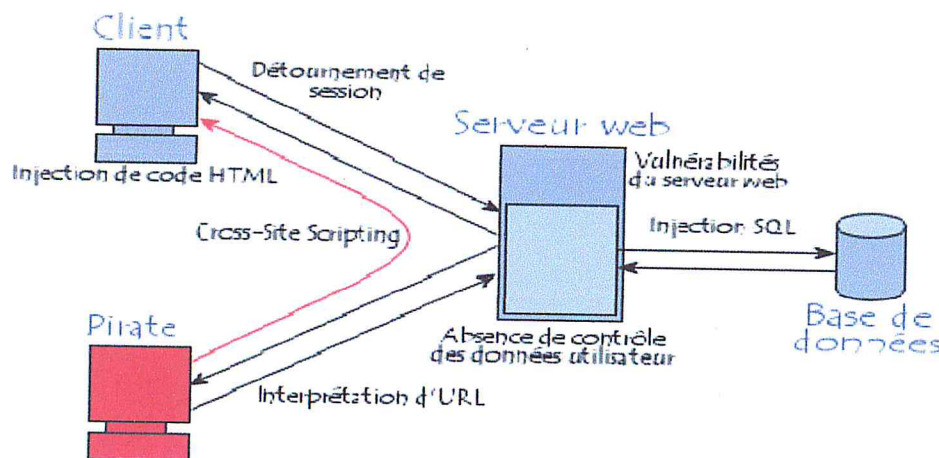 Client
Détournement de
session
Serveur web
Vulnérabilités
du serveur web
Injection de code HTML
Injection SQL
Cross-Site Scripting
Pirate
Absence de contrôle
des données utilisateur
Base de
données
Interprétation d'URL